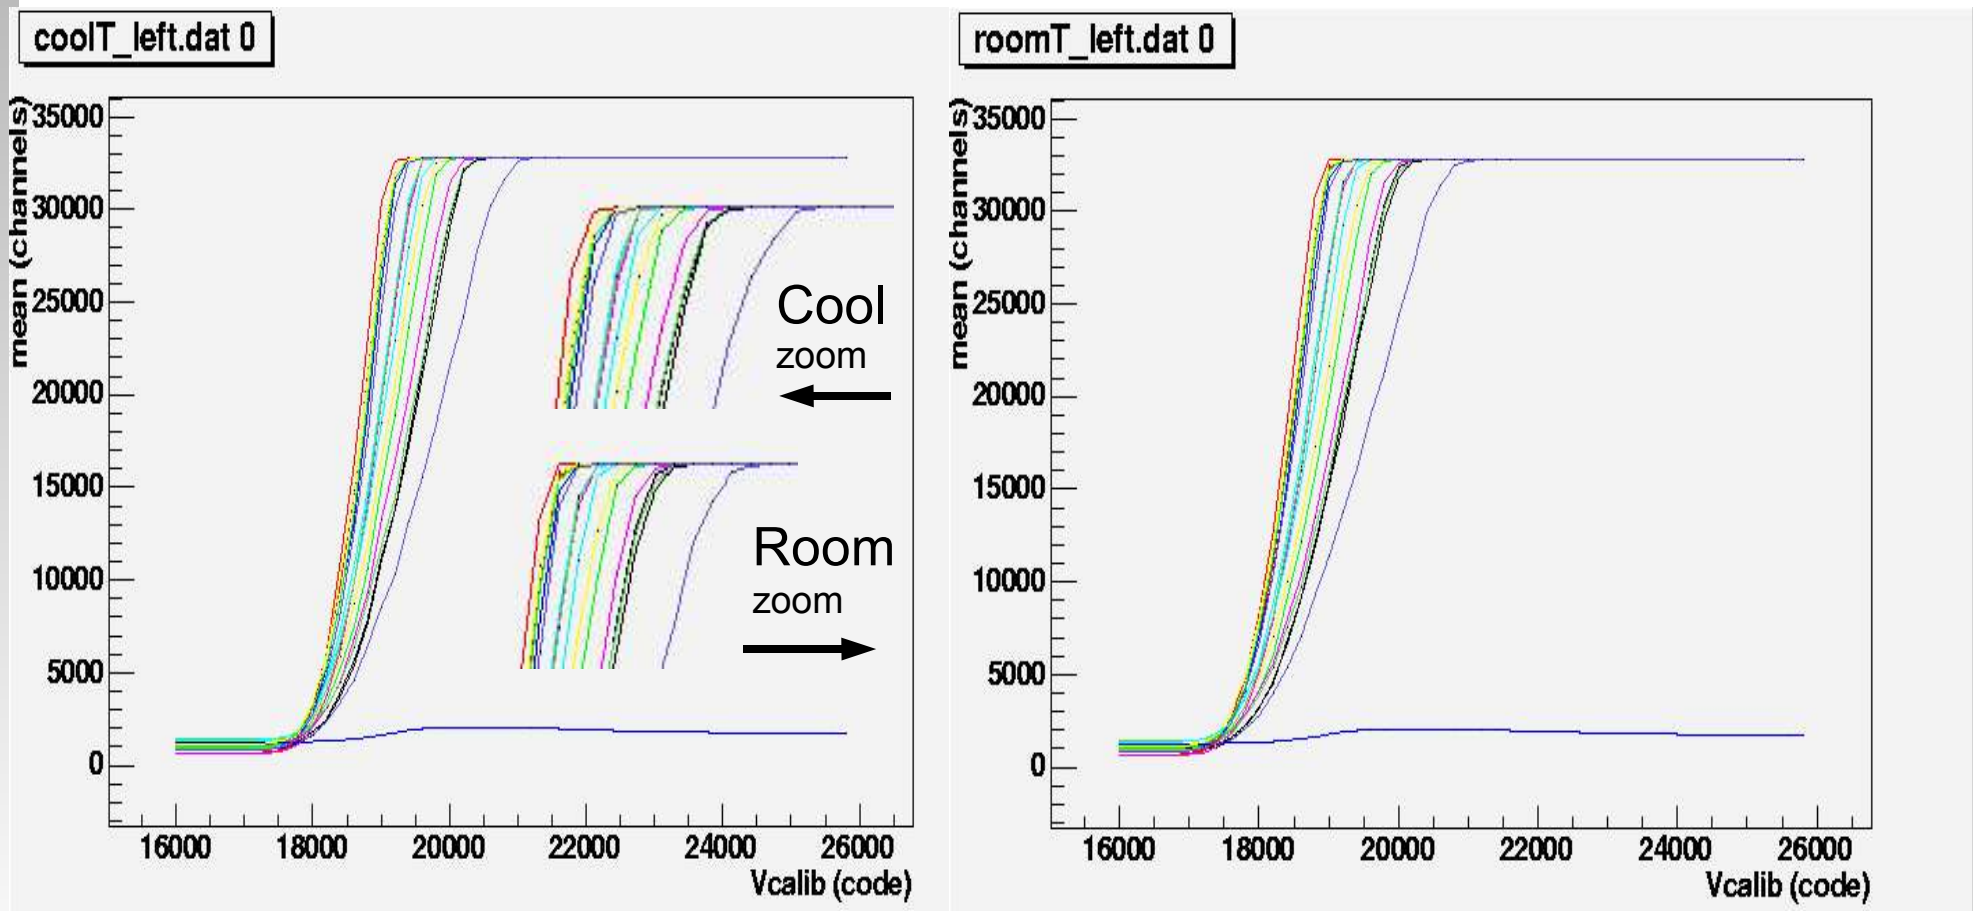 coolT_left.dat 0
mean (channels)
35000
30000
25000
20000
15000
10000
5000
0
16000 18000 20000 22000 24000 26000
Vcalib (code)
Cool
zoom
Room
zoom
roomT_left.dat 0
mean (channels)
35000
30000
25000
20000
15000
10000
5000
0
16000 18000 20000 22000 24000 26000
Vcalib (code)